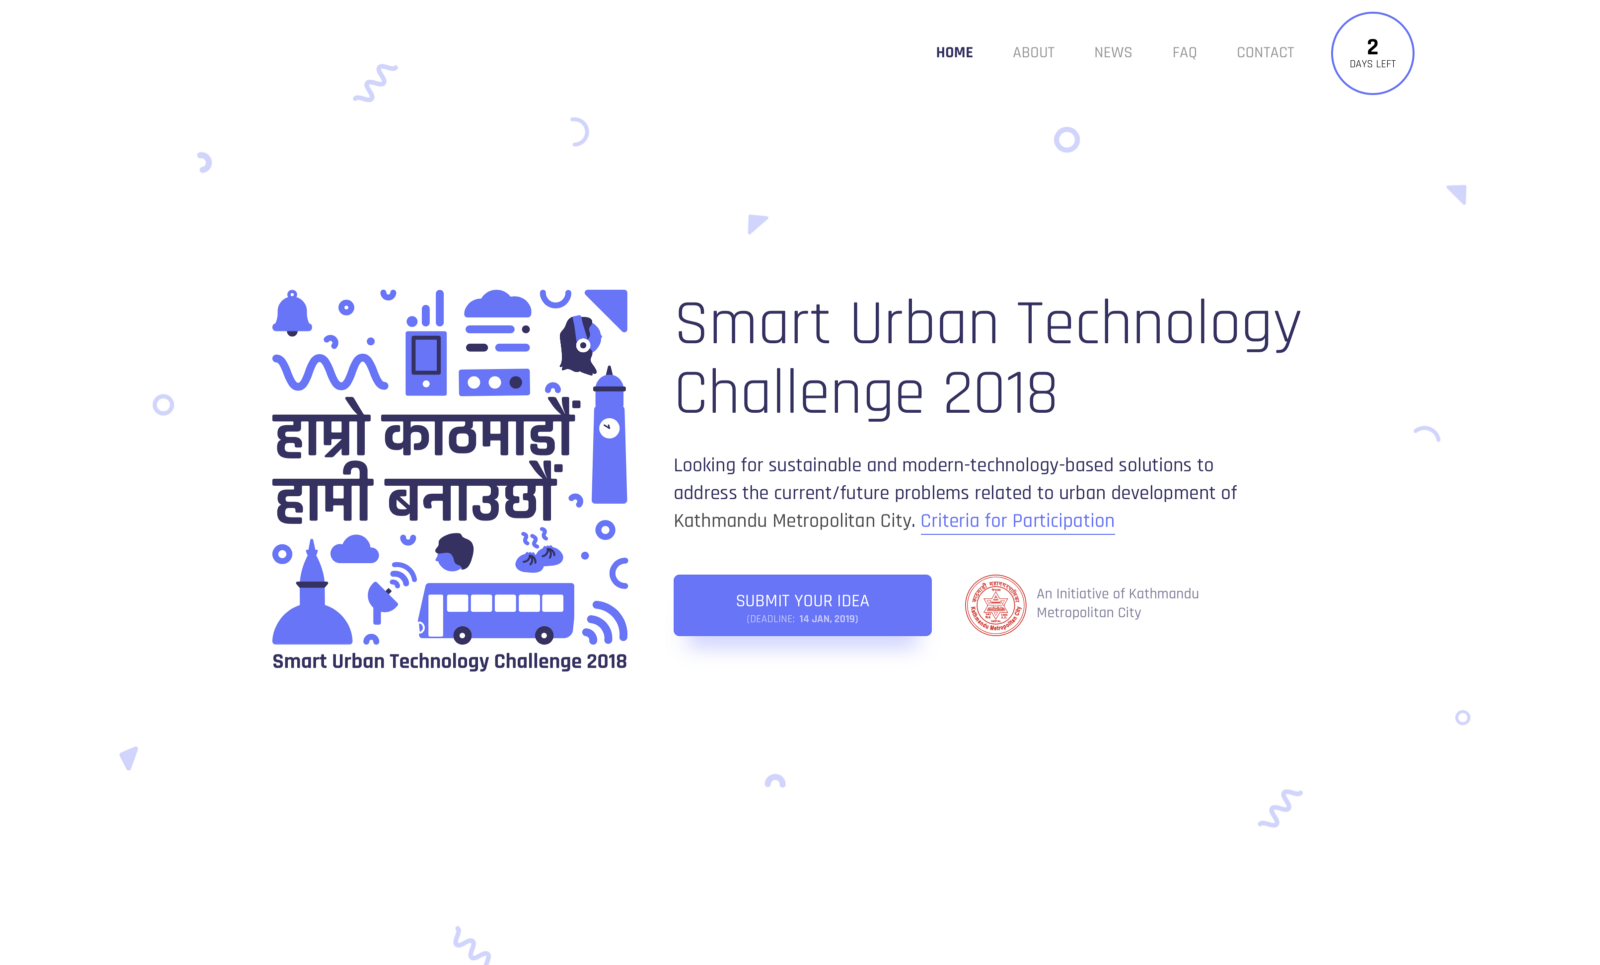 HOME ABOUT NEWS FAQ CONTACT
2
DAYS LEFT
हाम्रो काठमाडौं
हामी बनाउछौं
Smart Urban Technology Challenge 2018
Smart Urban Technology
Challenge 2018
Looking for sustainable and modern-technology-based solutions to
address the current/future problems related to urban development of
Kathmandu Metropolitan City. Criteria for Participation
SUBMIT YOUR IDEA
(DEADLINE: 14 JAN, 2019)
Kathmandu Metropolitan City
An Initiative of Kathmandu
Metropolitan City